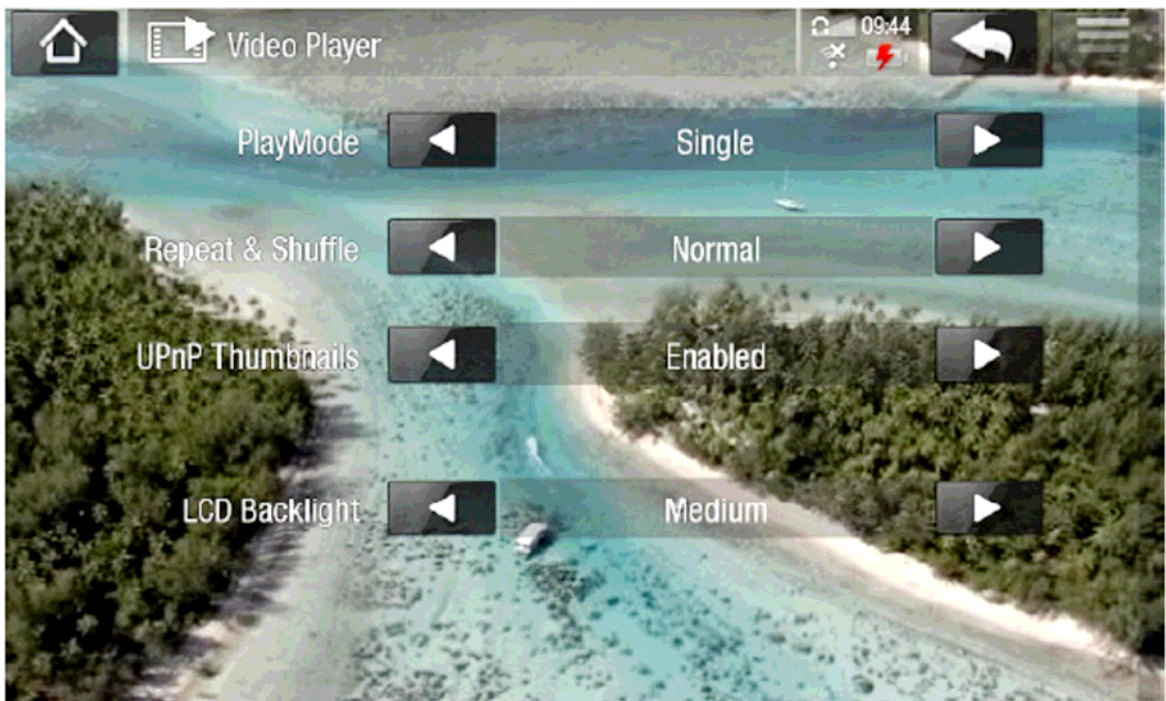 Video Player
09:44
PlayMode Single
Repeat & Shuffle Normal
UPnP Thumbnails Enabled
LCD Backlight Medium